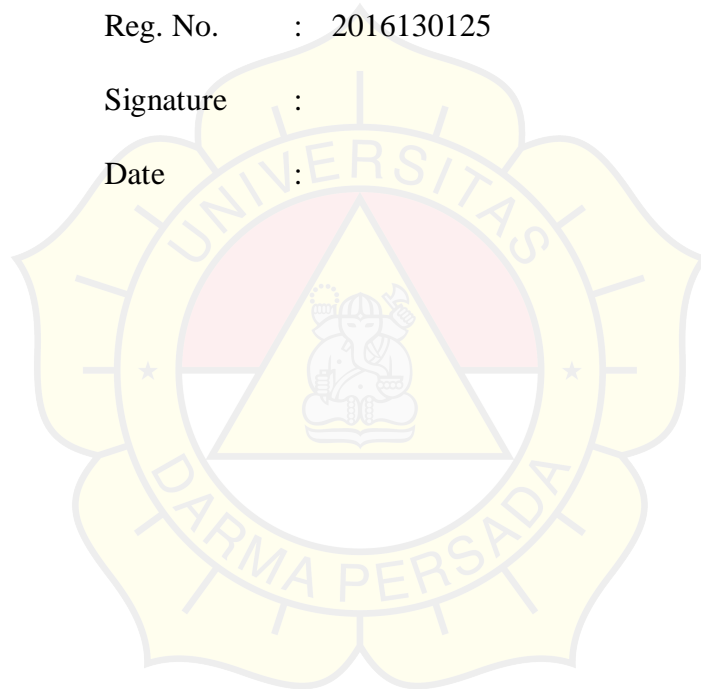 Reg. No. : 2016130125
Signature :
Date :
UNIVERSITAS
DARMA PERSADA